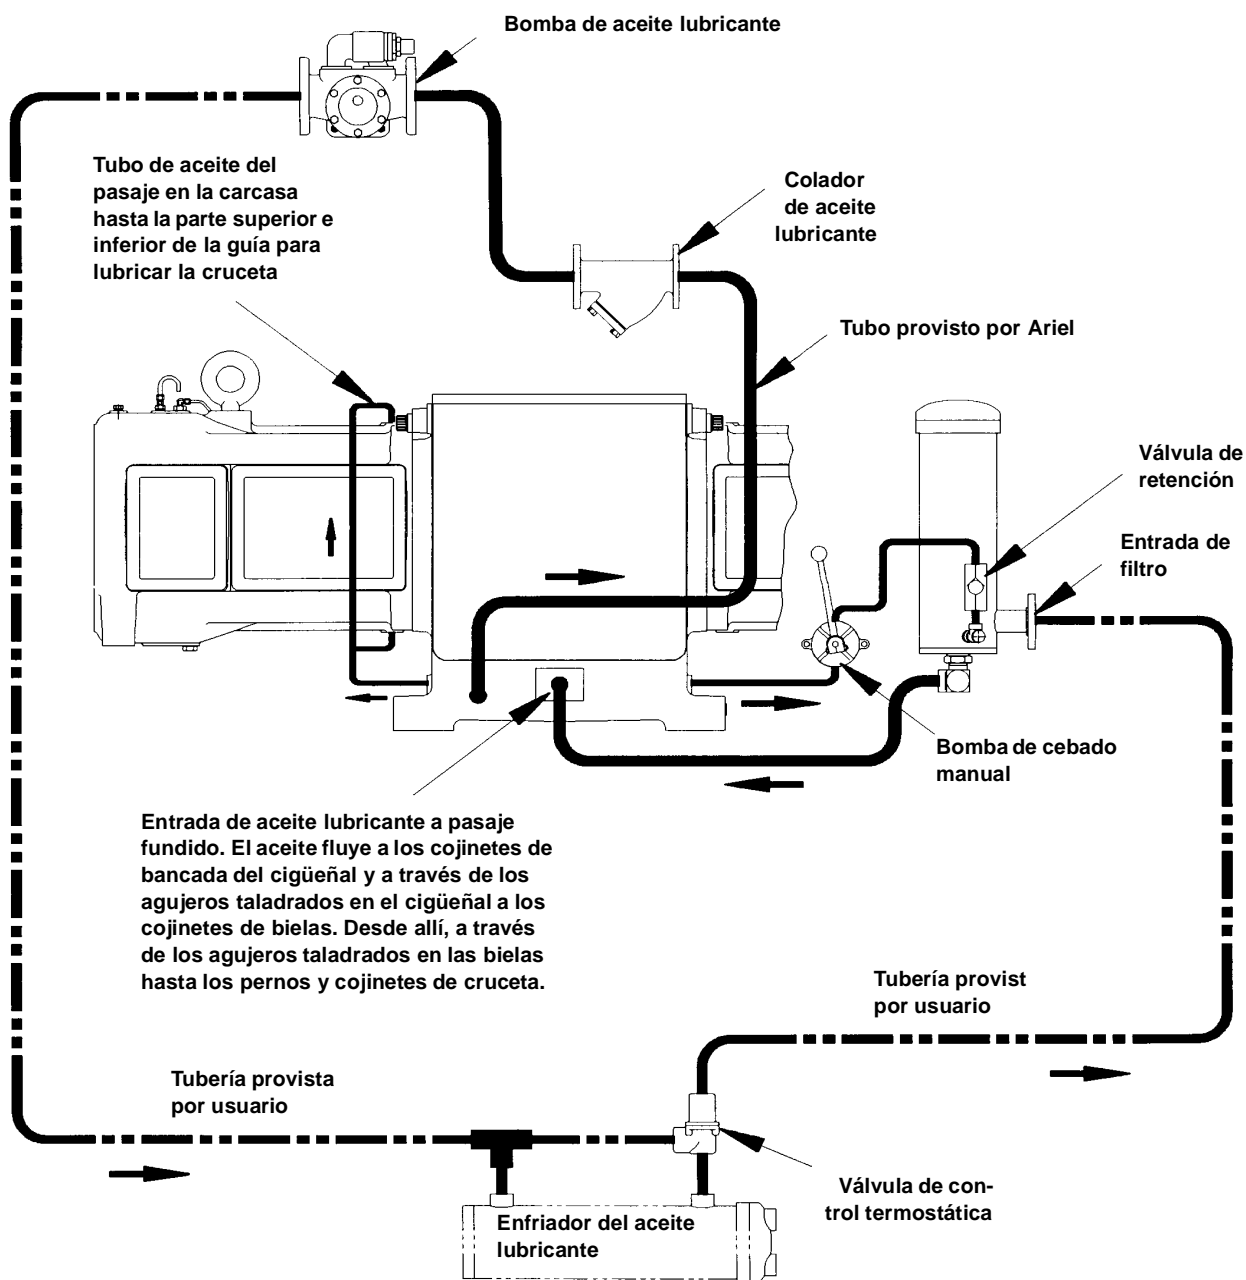 Bomba de aceite lubricante
Tubo de aceite del
pasaje en la carcasa
hasta la parte superior e
inferior de la guía para
lubricar la cruceta
Colador
de aceite
lubricante
Tubo provisto por Ariel
Válvula de
retención
Entrada de
filtro
Bomba de cebado
manual
Entrada de aceite lubricante a pasaje
fundido. El aceite fluye a los cojinetes de
bancada del cigüeñal y a través de los
agujeros taladrados en el cigüeñal a los
cojinetes de bielas. Desde allí, a través
de los agujeros taladrados en las bielas
hasta los pernos y cojinetes de cruceta.
Tubería provist
por usuario
Tubería provista
por usuario
Válvula de con-
trol termostática
Enfriador del aceite
lubricante